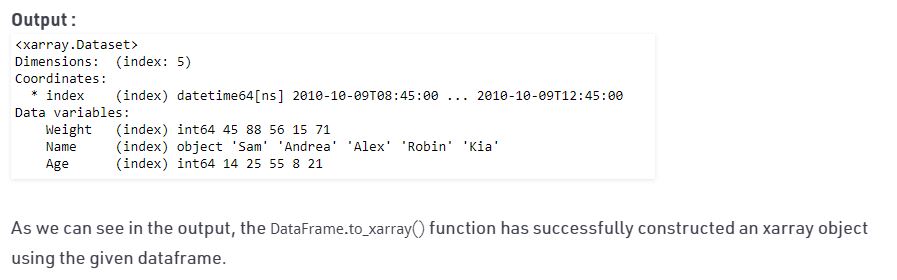 Output :
<xarray.Dataset>
Dimensions:  (index: 5)
Coordinates:
  * index    (index) datetime64[ns] 2010-10-09T08:45:00 ... 2010-10-09T12:45:00
Data variables:
    Weight   (index) int64 45 88 56 15 71
    Name     (index) object 'Sam' 'Andrea' 'Alex' 'Robin' 'Kia'
    Age      (index) int64 14 25 55 8 21
As we can see in the output, the DataFrame.to_xarray() function has successfully constructed an xarray object
using the given dataframe.